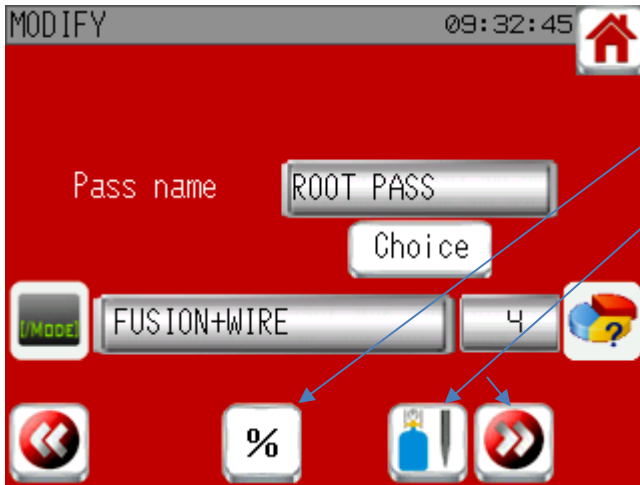 MODIFY 09:32:45
Pass name ROOT PASS
Choice
[/MODE] FUSION+WIRE 4 ?
%